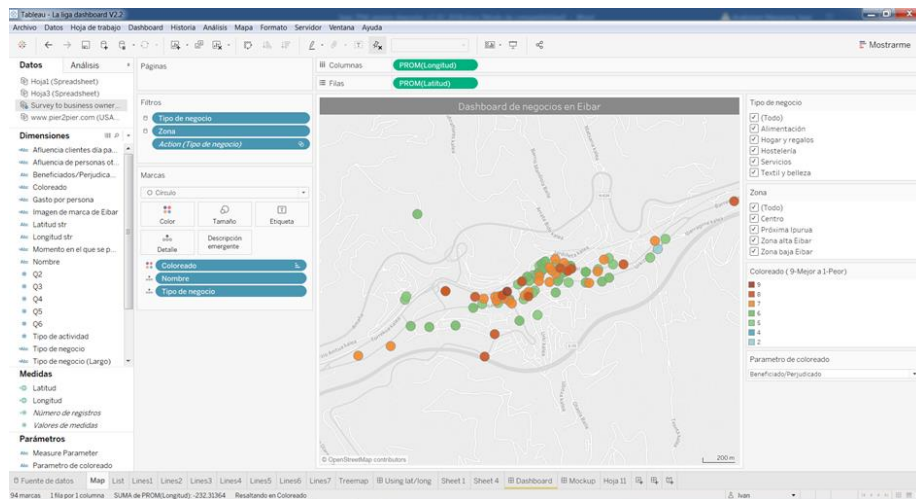 Tableau - La liga dashboard V2.2
Archivo Datos Hoja de trabajo Dashboard Historia Análisis Mapa Formato Servidor Ventana Ayuda
Mostrarme
Datos Análisis
Hoja1 (Spreadsheet)
Hoja3 (Spreadsheet)
Survey to business owner...
www.pier2pier.com (USA...
Dimensiones
Afluencia clientes día pa...
Afluencia de personas ot...
Beneficiados/Perjudica...
Coloreado
Gasto por persona
Imagen de marca de Eibar
Latitud str
Longitud str
Momento en el que se p...
Nombre
Q2
Q3
Q4
Q5
Q6
Tipo de actividad
Tipo de negocio
Tipo de negocio (Largo)
Medidas
Latitud
Longitud
Número de registros
Valores de medidas
Parámetros
Measure Parameter
Parametro de coloreado
Páginas
Filtros
Tipo de negocio
Zona
Action (Tipo de negocio)
Marcas
Círculo
Color Tamaño Etiqueta
Detalle Descripción emergente
Coloreado
Nombre
Tipo de negocio
Columnas PROM(Longitud)
Filas PROM(Latitud)
Dashboard de negocios en Eibar
© OpenStreetMap contributors
200 m
Tipo de negocio
(Todo)
Alimentación
Hogar y regalos
Hostelería
Servicios
Textil y belleza
Zona
(Todo)
Centro
Próxima Ipurua
Zona alta Eibar
Zona baja Eibar
Coloreado ( 9-Mejor a 1-Peor)
9
8
7
6
5
4
2
Parametro de coloreado
Beneficiado/Perjudicado
Fuente de datos Map List Lines1 Lines2 Lines3 Lines4 Lines5 Lines6 Lines7 Treemap Using lat/long Sheet 1 Sheet 4 Dashboard Mockup Hoja 11
94 marcas 1 fila por 1 columna SUMA de PROM(Longitud): -232,31364 Resaltando en Coloreado
Ivan